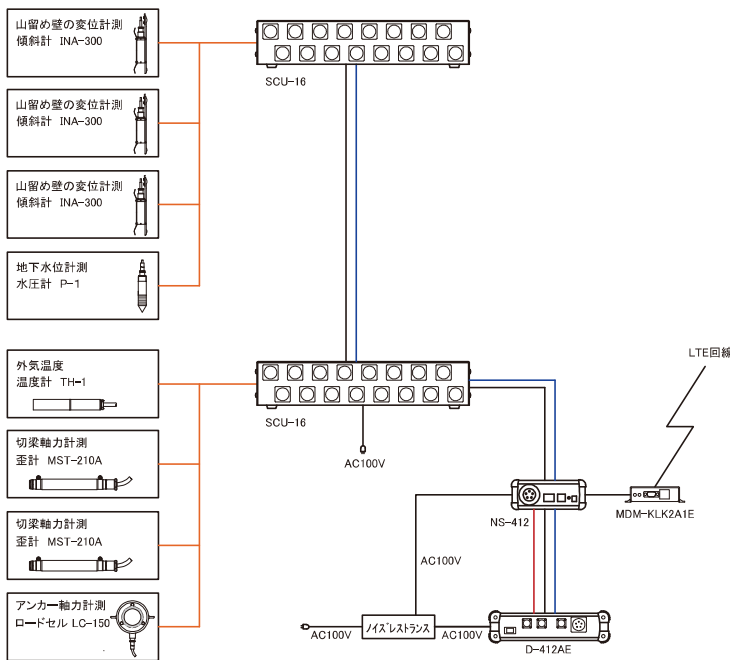 山留め壁の変位計測
傾斜計 INA-300
山留め壁の変位計測
傾斜計 INA-300
山留め壁の変位計測
傾斜計 INA-300
地下水位計測
水圧計 P-1
SCU-16
外気温度
温度計 TH-1
切梁軸力計測
歪計 MST-210A
切梁軸力計測
歪計 MST-210A
アンカー軸力計測
ロードセル LC-150
SCU-16
AC100V
LTE回線
NS-412
MDM-KLK2A1E
AC100V
AC100V
ノイズレストランス
AC100V
D-412AE